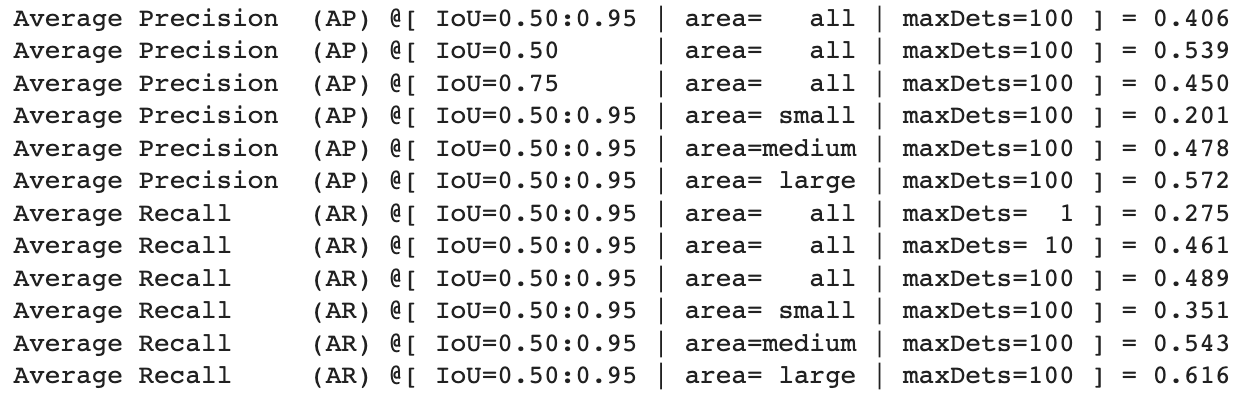 Average Precision  (AP) @[ IoU=0.50:0.95 | area=   all | maxDets=100 ] = 0.406
Average Precision  (AP) @[ IoU=0.50      | area=   all | maxDets=100 ] = 0.539
Average Precision  (AP) @[ IoU=0.75      | area=   all | maxDets=100 ] = 0.450
Average Precision  (AP) @[ IoU=0.50:0.95 | area= small | maxDets=100 ] = 0.201
Average Precision  (AP) @[ IoU=0.50:0.95 | area=medium | maxDets=100 ] = 0.478
Average Precision  (AP) @[ IoU=0.50:0.95 | area= large | maxDets=100 ] = 0.572
Average Recall     (AR) @[ IoU=0.50:0.95 | area=   all | maxDets=  1 ] = 0.275
Average Recall     (AR) @[ IoU=0.50:0.95 | area=   all | maxDets= 10 ] = 0.461
Average Recall     (AR) @[ IoU=0.50:0.95 | area=   all | maxDets=100 ] = 0.489
Average Recall     (AR) @[ IoU=0.50:0.95 | area= small | maxDets=100 ] = 0.351
Average Recall     (AR) @[ IoU=0.50:0.95 | area=medium | maxDets=100 ] = 0.543
Average Recall     (AR) @[ IoU=0.50:0.95 | area= large | maxDets=100 ] = 0.616